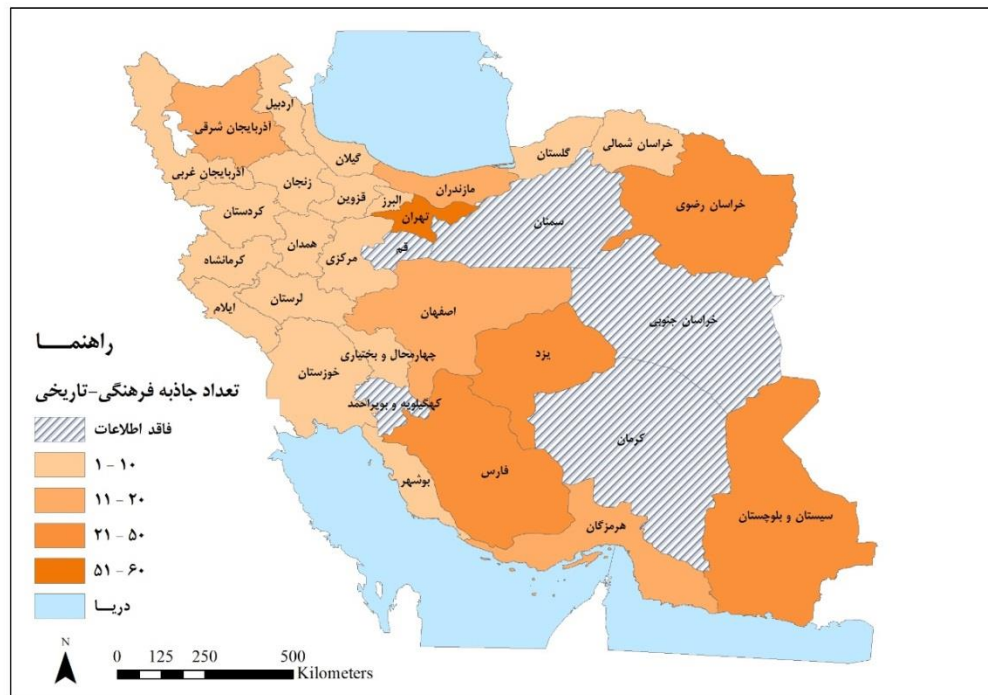 اردبیل
آذربایجان شرقی
گیلان
گلستان
خراسان شمالی
آذربایجان غربی
زنجان
قزوین
البرز
مازندران
تهران
خراسان رضوی
کردستان
سمنان
همدان
مرکزی
قم
کرمانشاه
لرستان
ایلام
اصفهان
خراسان جنوبی
چهارمحال و بختیاری
یزد
خوزستان
کهگیلویه و بویراحمد
کرمان
فارس
بوشهر
سیستان و بلوچستان
هرمزگان
راهنمــا
تعداد جاذبه فرهنگی-تاریخی
فاقد اطلاعات
۱ - ۱۰
۱۱ - ۲۰
۲۱ - ۵۰
۵۱ - ۶۰
دریــا
N
0 125 250 500
Kilometers